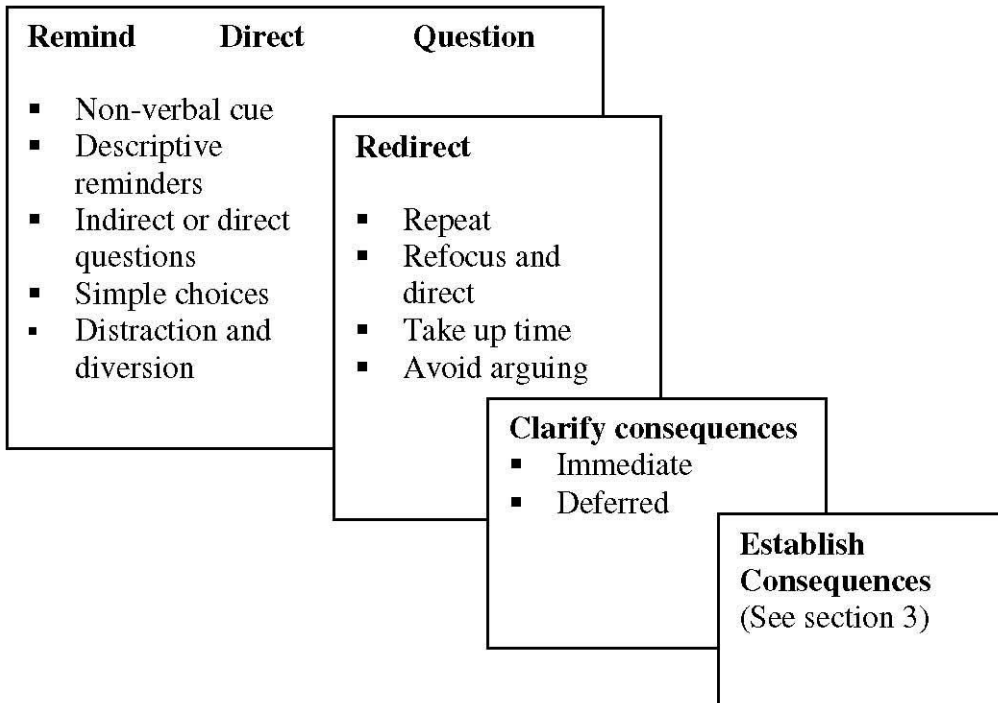 Remind Direct Question
▪ Non-verbal cue
▪ Descriptive
reminders
▪ Indirect or direct
questions
▪ Simple choices
▪ Distraction and
diversion
Redirect
▪ Repeat
▪ Refocus and
direct
▪ Take up time
▪ Avoid arguing
Clarify consequences
▪ Immediate
▪ Deferred
Establish
Consequences
(See section 3)